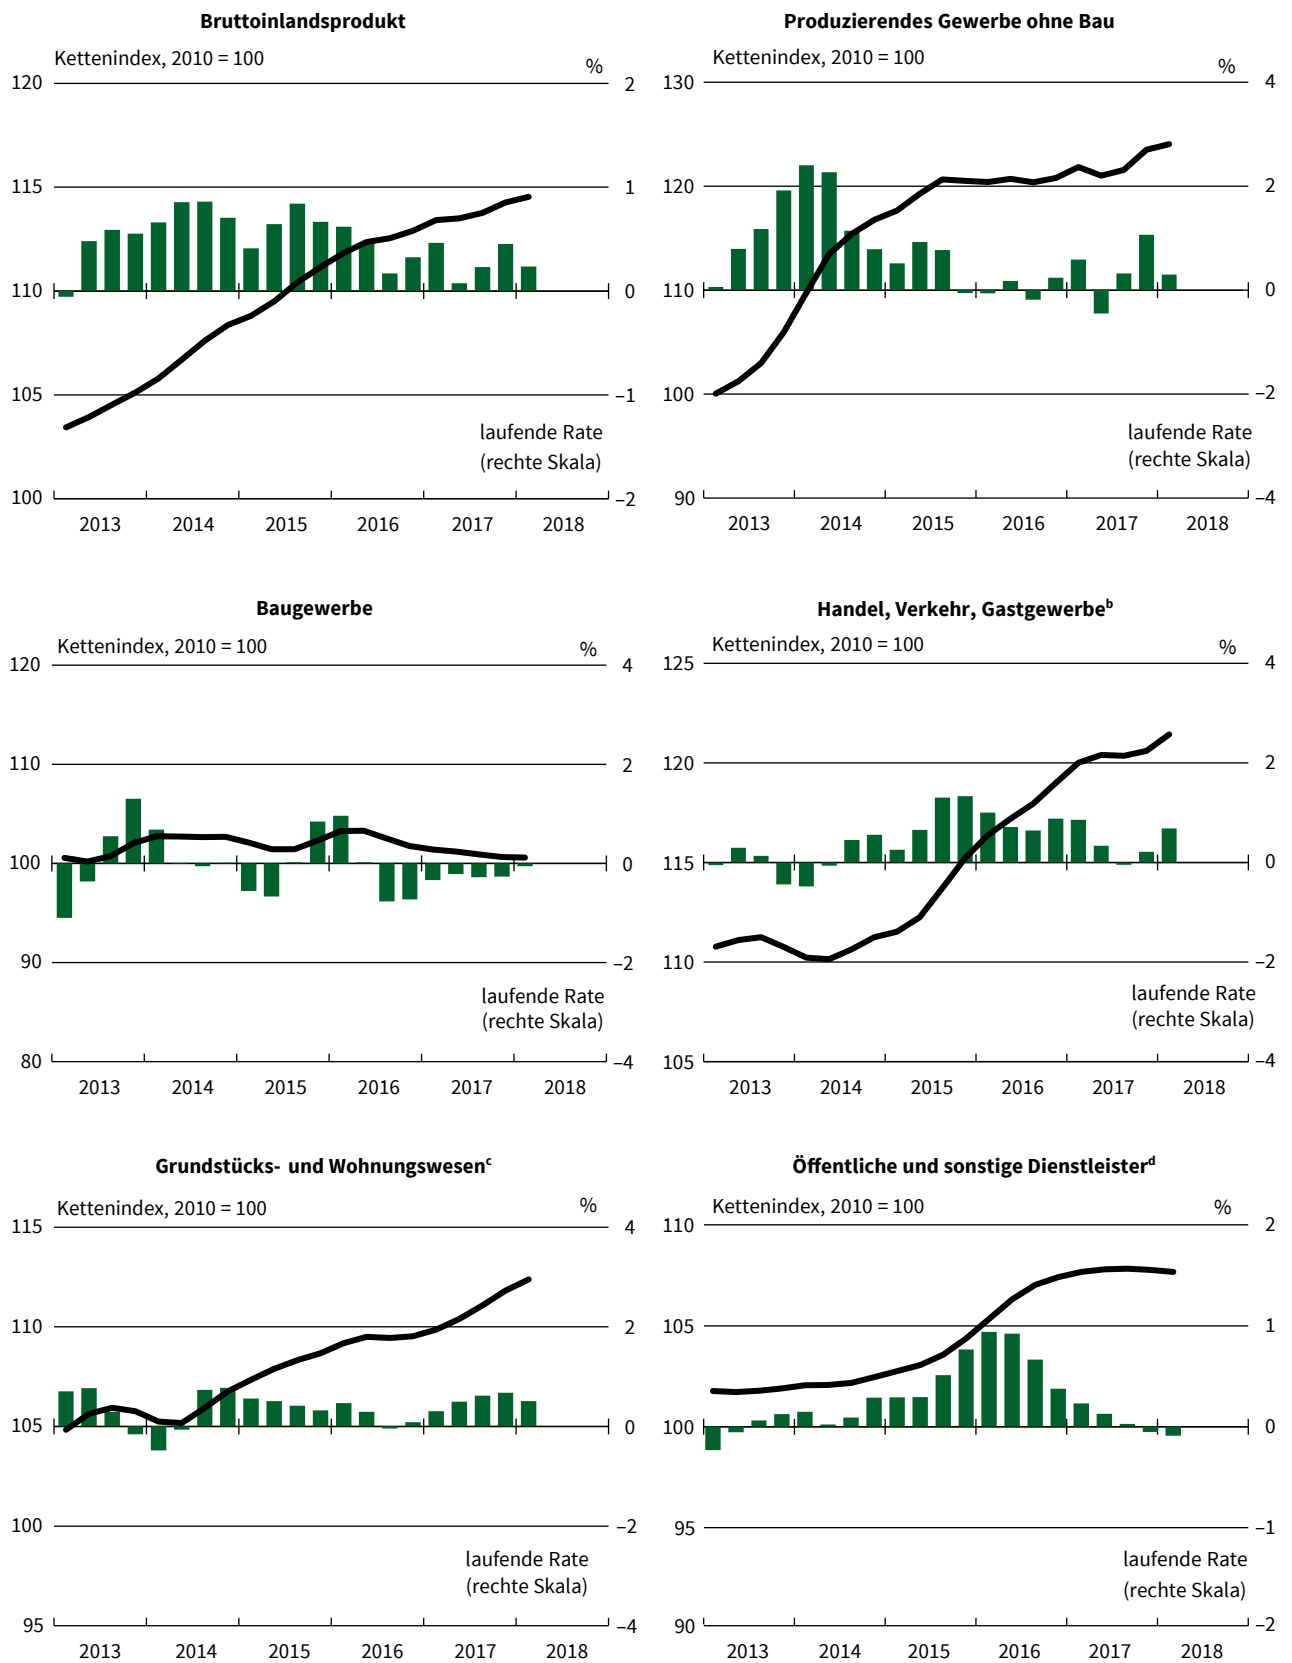 Bruttoinlandsprodukt
Kettenindex, 2010 = 100
%
120
115
110
105
100
2
1
0
–1
–2
laufende Rate
(rechte Skala)
2013 2014 2015 2016 2017 2018
Produzierendes Gewerbe ohne Bau
Kettenindex, 2010 = 100
%
130
120
110
100
90
4
2
0
–2
–4
laufende Rate
(rechte Skala)
2013 2014 2015 2016 2017 2018
Baugewerbe
Kettenindex, 2010 = 100
%
120
110
100
90
80
4
2
0
–2
–4
laufende Rate
(rechte Skala)
2013 2014 2015 2016 2017 2018
Handel, Verkehr, Gastgewerbeᵇ
Kettenindex, 2010 = 100
%
125
120
115
110
105
4
2
0
–2
–4
laufende Rate
(rechte Skala)
2013 2014 2015 2016 2017 2018
Grundstücks- und Wohnungswesenᶜ
Kettenindex, 2010 = 100
%
115
110
105
100
95
4
2
0
–2
–4
laufende Rate
(rechte Skala)
2013 2014 2015 2016 2017 2018
Öffentliche und sonstige Dienstleisterᵈ
Kettenindex, 2010 = 100
%
110
105
100
95
90
2
1
0
–1
–2
laufende Rate
(rechte Skala)
2013 2014 2015 2016 2017 2018